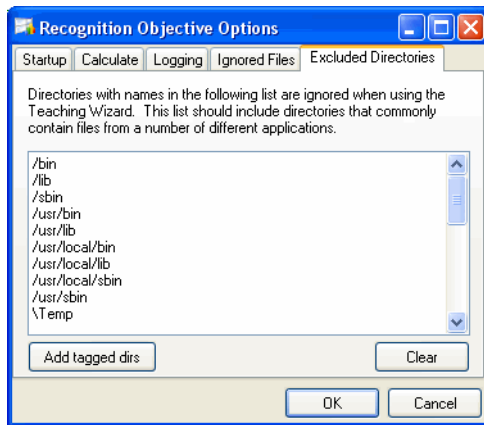 Recognition Objective Options
Startup Calculate Logging Ignored Files Excluded Directories
Directories with names in the following list are ignored when using the
Teaching Wizard. This list should include directories that commonly
contain files from a number of different applications.
/bin
/lib
/sbin
/usr/bin
/usr/lib
/usr/local/bin
/usr/local/lib
/usr/local/sbin
/usr/sbin
\Temp
Add tagged dirs Clear
OK Cancel